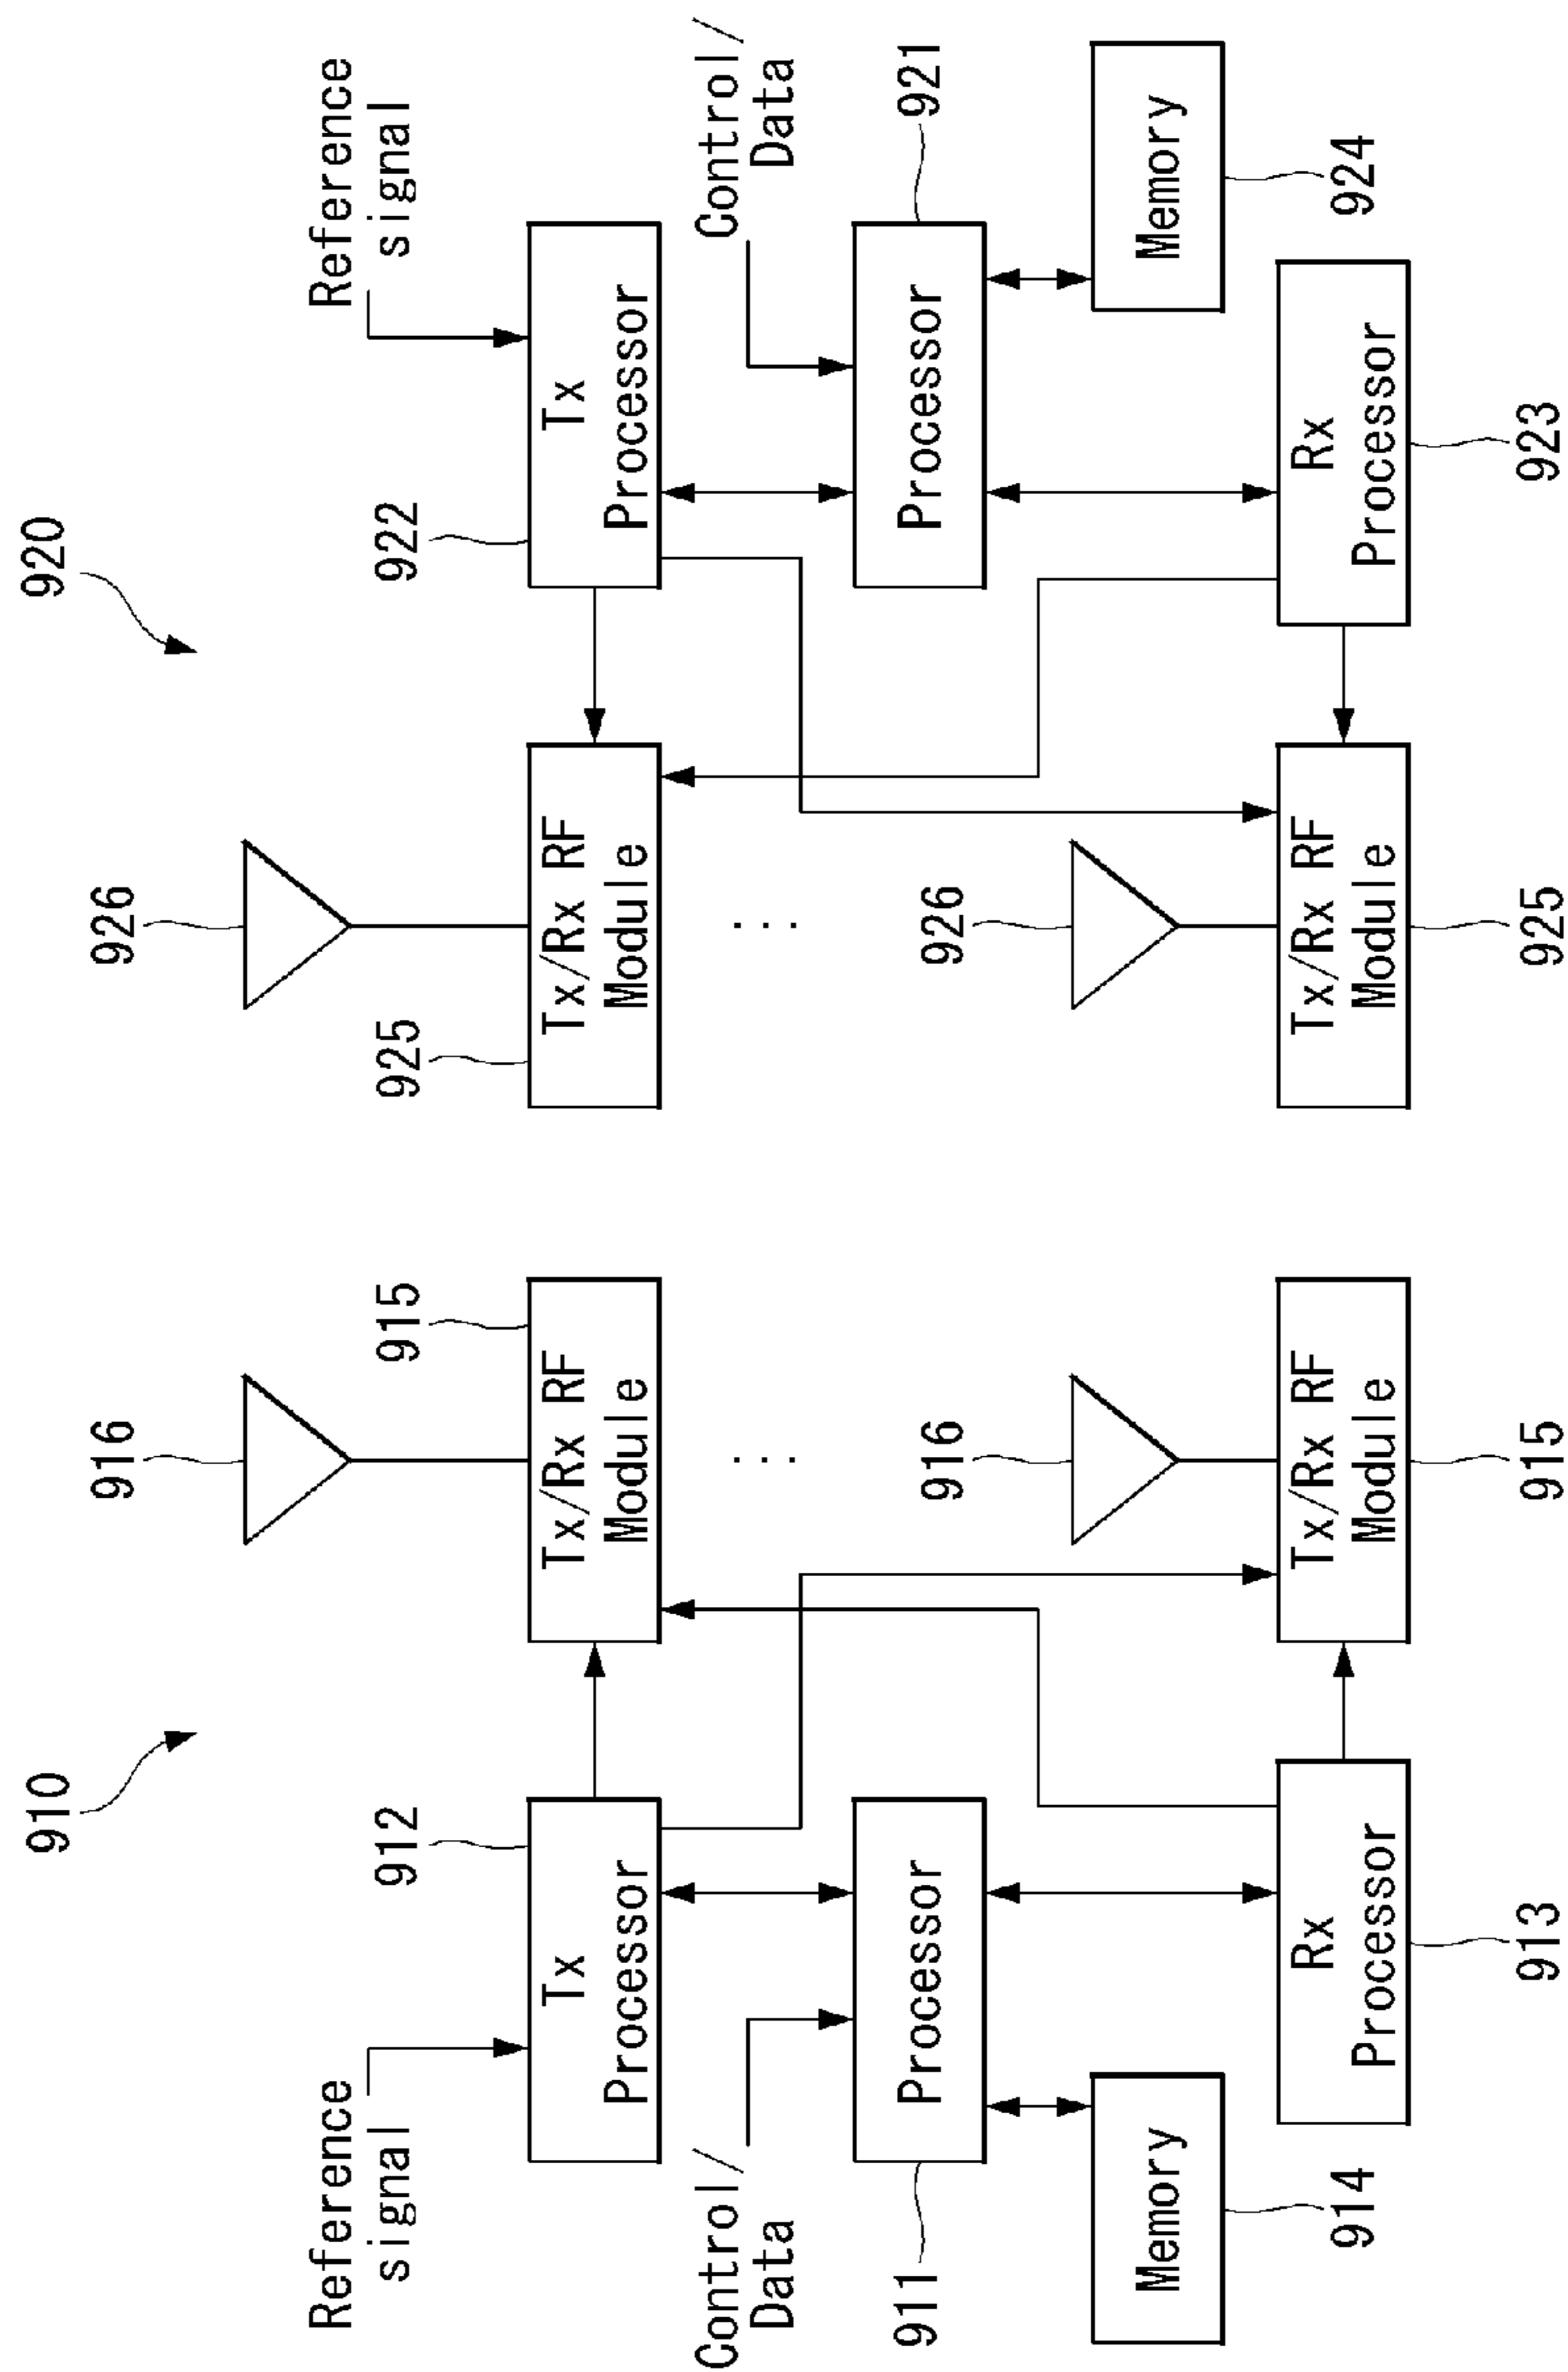 910
920
916
926
Reference
signal
912
915
925
922
Reference
signal
Tx
Processor
Tx/Rx RF
Module
Tx/Rx RF
Module
Tx
Processor
Control/
Data
...
...
Control/
Data
911
Processor
916
926
Processor
921
Memory
914
Memory
924
Rx
Processor
Tx/Rx RF
Module
Tx/Rx RF
Module
Rx
Processor
913
915
925
923